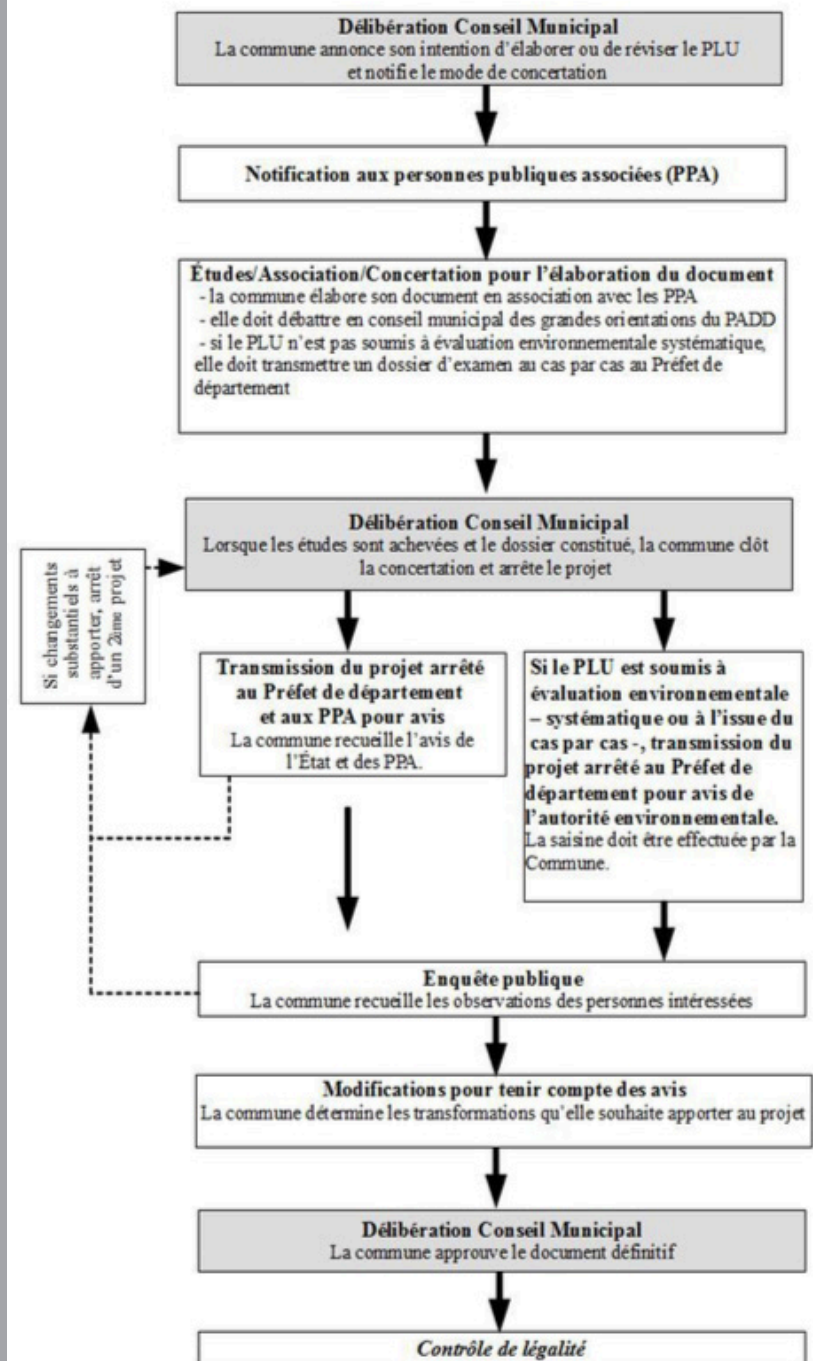 Délibération Conseil Municipal
La commune annonce son intention d'élaborer ou de réviser le PLU
et notifie le mode de concertation
Notification aux personnes publiques associées (PPA)
Études/Association/Concertation pour l'élaboration du document
- la commune élabore son document en association avec les PPA
- elle doit débattre en conseil municipal des grandes orientations du PADD
- si le PLU n'est pas soumis à évaluation environnementale systématique,
elle doit transmettre un dossier d'examen au cas par cas au Préfet de
département
Délibération Conseil Municipal
Lorsque les études sont achevées et le dossier constitué, la commune clôt
la concertation et arrête le projet
Si changements
substantiels à
apporter, arrêt
d'un 2ème projet
Transmission du projet arrêté
au Préfet de département
et aux PPA pour avis
La commune recueille l'avis de
l'État et des PPA.
Si le PLU est soumis à
évaluation environnementale
– systématique ou à l'issue du
cas par cas -, transmission du
projet arrêté au Préfet de
département pour avis de
l'autorité environnementale.
La saisine doit être effectuée par la
Commune.
Enquête publique
La commune recueille les observations des personnes intéressées
Modifications pour tenir compte des avis
La commune détermine les transformations qu'elle souhaite apporter au projet
Délibération Conseil Municipal
La commune approuve le document définitif
Contrôle de légalité